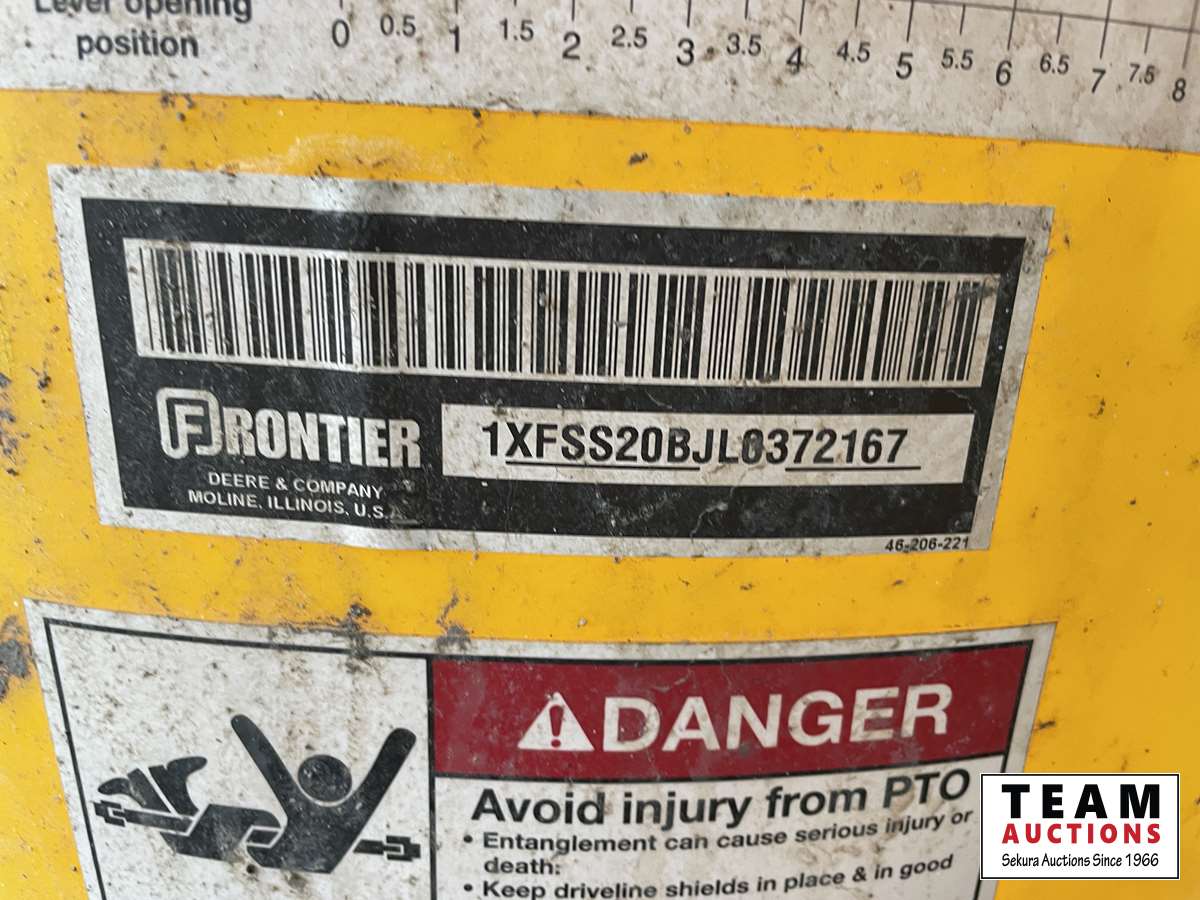 Lever opening
position
0 0.5 1 1.5 2 2.5 3 3.5 4 4.5 5 5.5 6 6.5 7 7.5 8
FRONTIER
DEERE & COMPANY
MOLINE, ILLINOIS, U.S.A.
1XFSS20BJL0372167
46-206-221
DANGER
Avoid injury from PTO
• Entanglement can cause serious injury or
death:
• Keep driveline shields in place & in good
TEAM
AUCTIONS
Sekura Auctions Since 1966